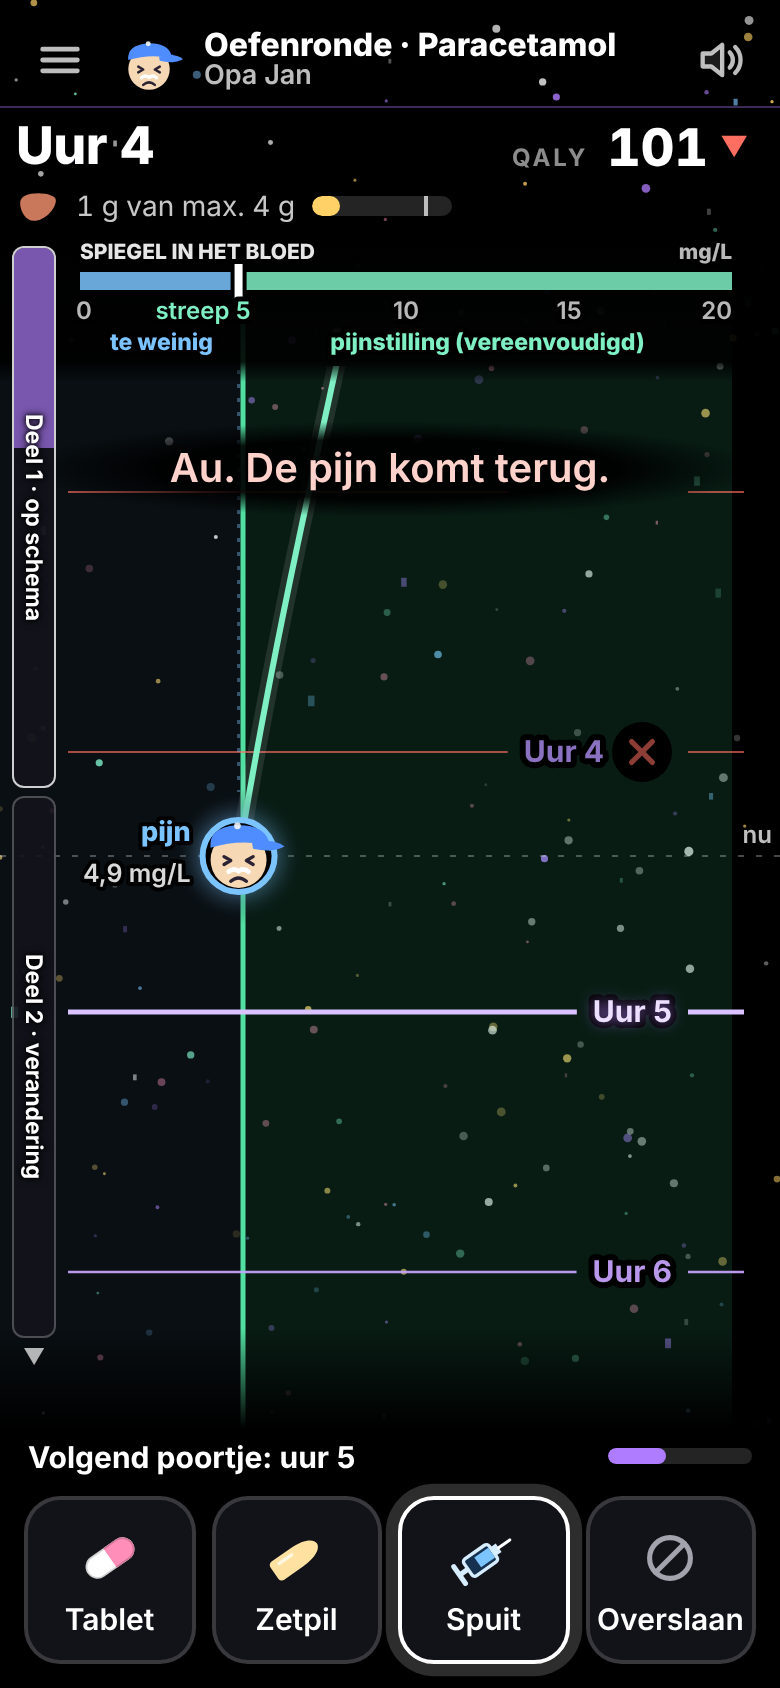 Oefenronde · Paracetamol
Opa Jan
Uur 4
QALY 101
1 g van max. 4 g
SPIEGEL IN HET BLOED mg/L
0 streep 5 10 15 20
te weinig pijnstilling (vereenvoudigd)
Au. De pijn komt terug.
Deel 1 · op schema
Uur 4
pijn
nu
4,9 mg/L
Deel 2 · verandering
Uur 5
Uur 6
Volgend poortje: uur 5
Tablet Zetpil Spuit Overslaan